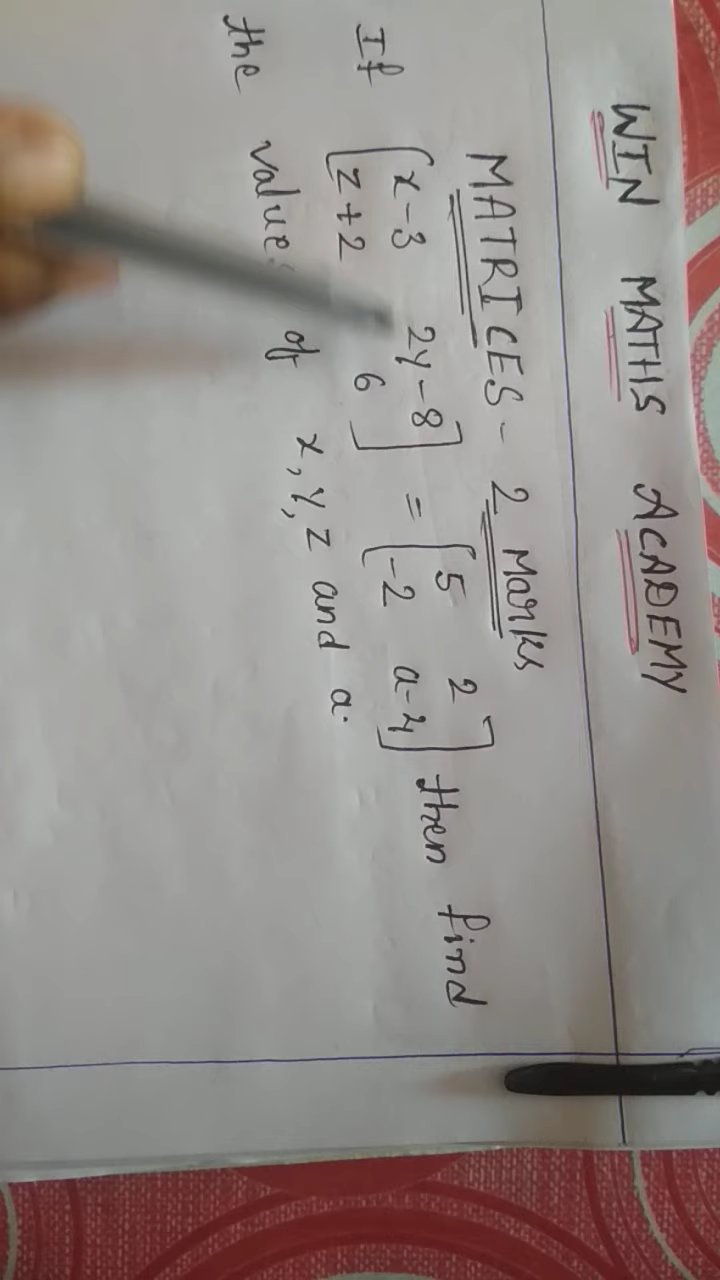 WIN MATHS ACADEMY
MATRICES - 2 Marks
If [x-3 2y-8] = [5 2] then find
[z+2 6] [-2 a-4]
the value of x, y, z and a.